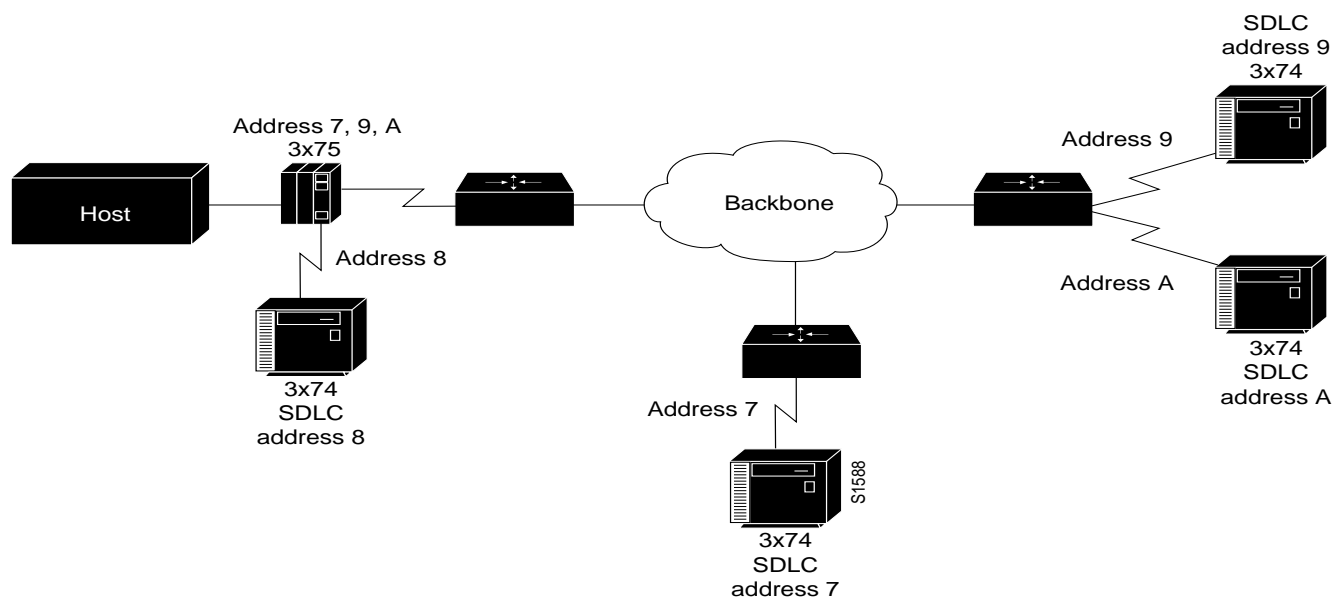 SDLC
address 9
3x74
Address 7, 9, A
3x75
Address 9
Host
Backbone
Address 8
Address A
3x74
SDLC
address 8
Address 7
3x74
SDLC
address A
S1588
3x74
SDLC
address 7